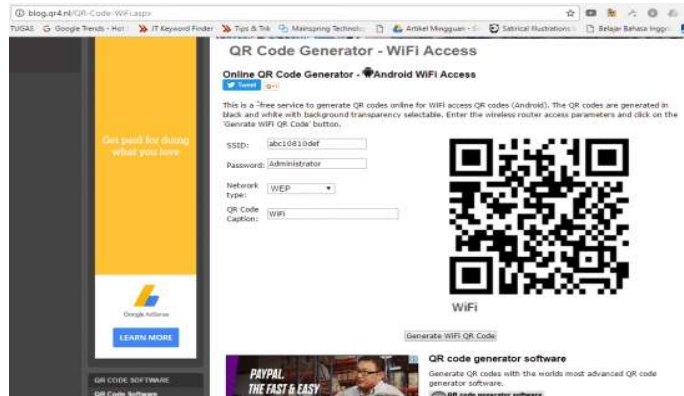 blog.qr4.nl/QR-Code-WiFi.aspx
TUGAS G Google Trends - Hot IT Keyword Finder Tips & Trik Mainspring Technolo Artikel Mingguan - S Satirical Illustrations Belajar Bahasa Inggri
QR Code Generator - WiFi Access
Online QR Code Generator - Android WiFi Access
Tweet G+1
This is a free service to generate QR codes online for WiFi access QR codes (Android). The QR codes are generated in
black and white with background transparency selectable. Enter the wireless router access parameters and click on the
'Genrate WiFi QR Code' button.
Get paid for doing
what you love
SSID: abc10810def
Password: Administrator
Network
type: WEP
QR Code
Caption: WiFi
WiFi
Google AdSense
LEARN MORE
Generate WiFi QR Code
PAYPAL.
THE FAST & EASY
QR code generator software
Generate QR codes with the worlds most advanced QR code
generator software.
QR code generator software
QR CODE SOFTWARE
QR Code Software